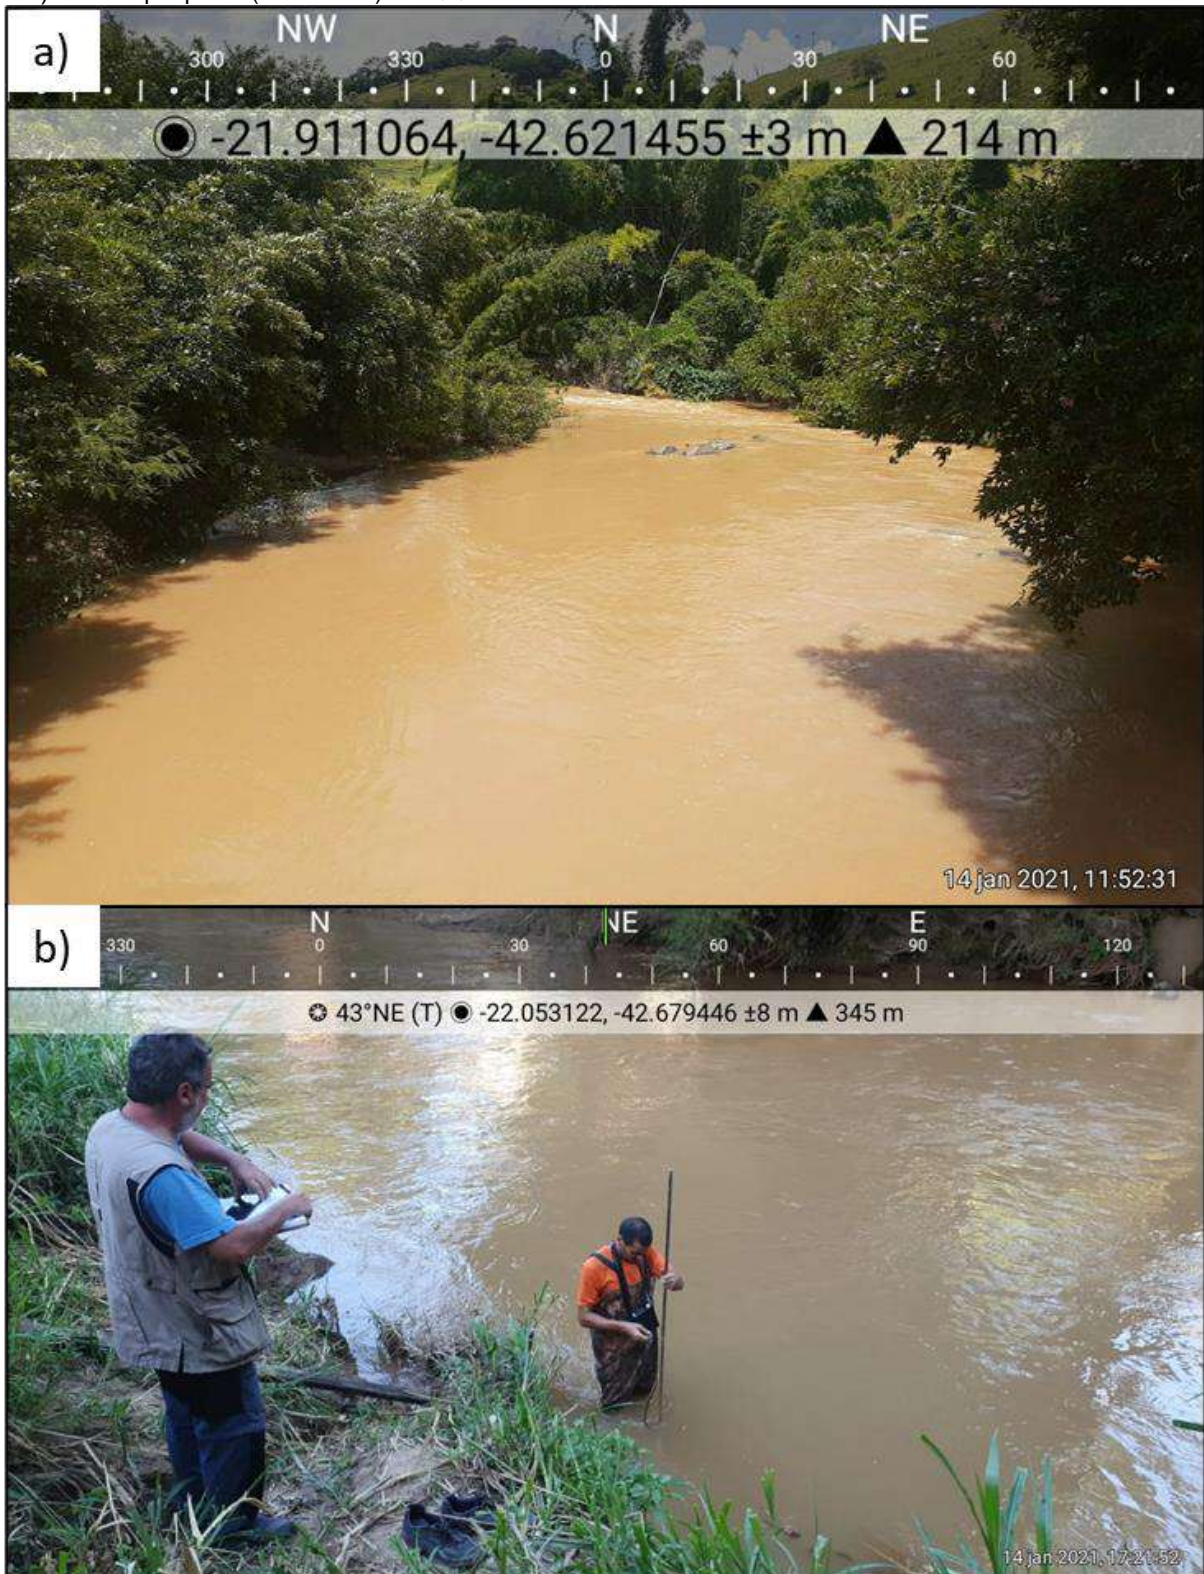 a)
NW N NE
300 330 0 30 60
-21.911064, -42.621455 ±3 m ▲ 214 m
14 jan 2021, 11:52:31
b)
N NE E
330 0 30 60 90 120
43°NE (T) -22.053122, -42.679446 ±8 m ▲ 345 m
14 jan 2021, 17:21:52